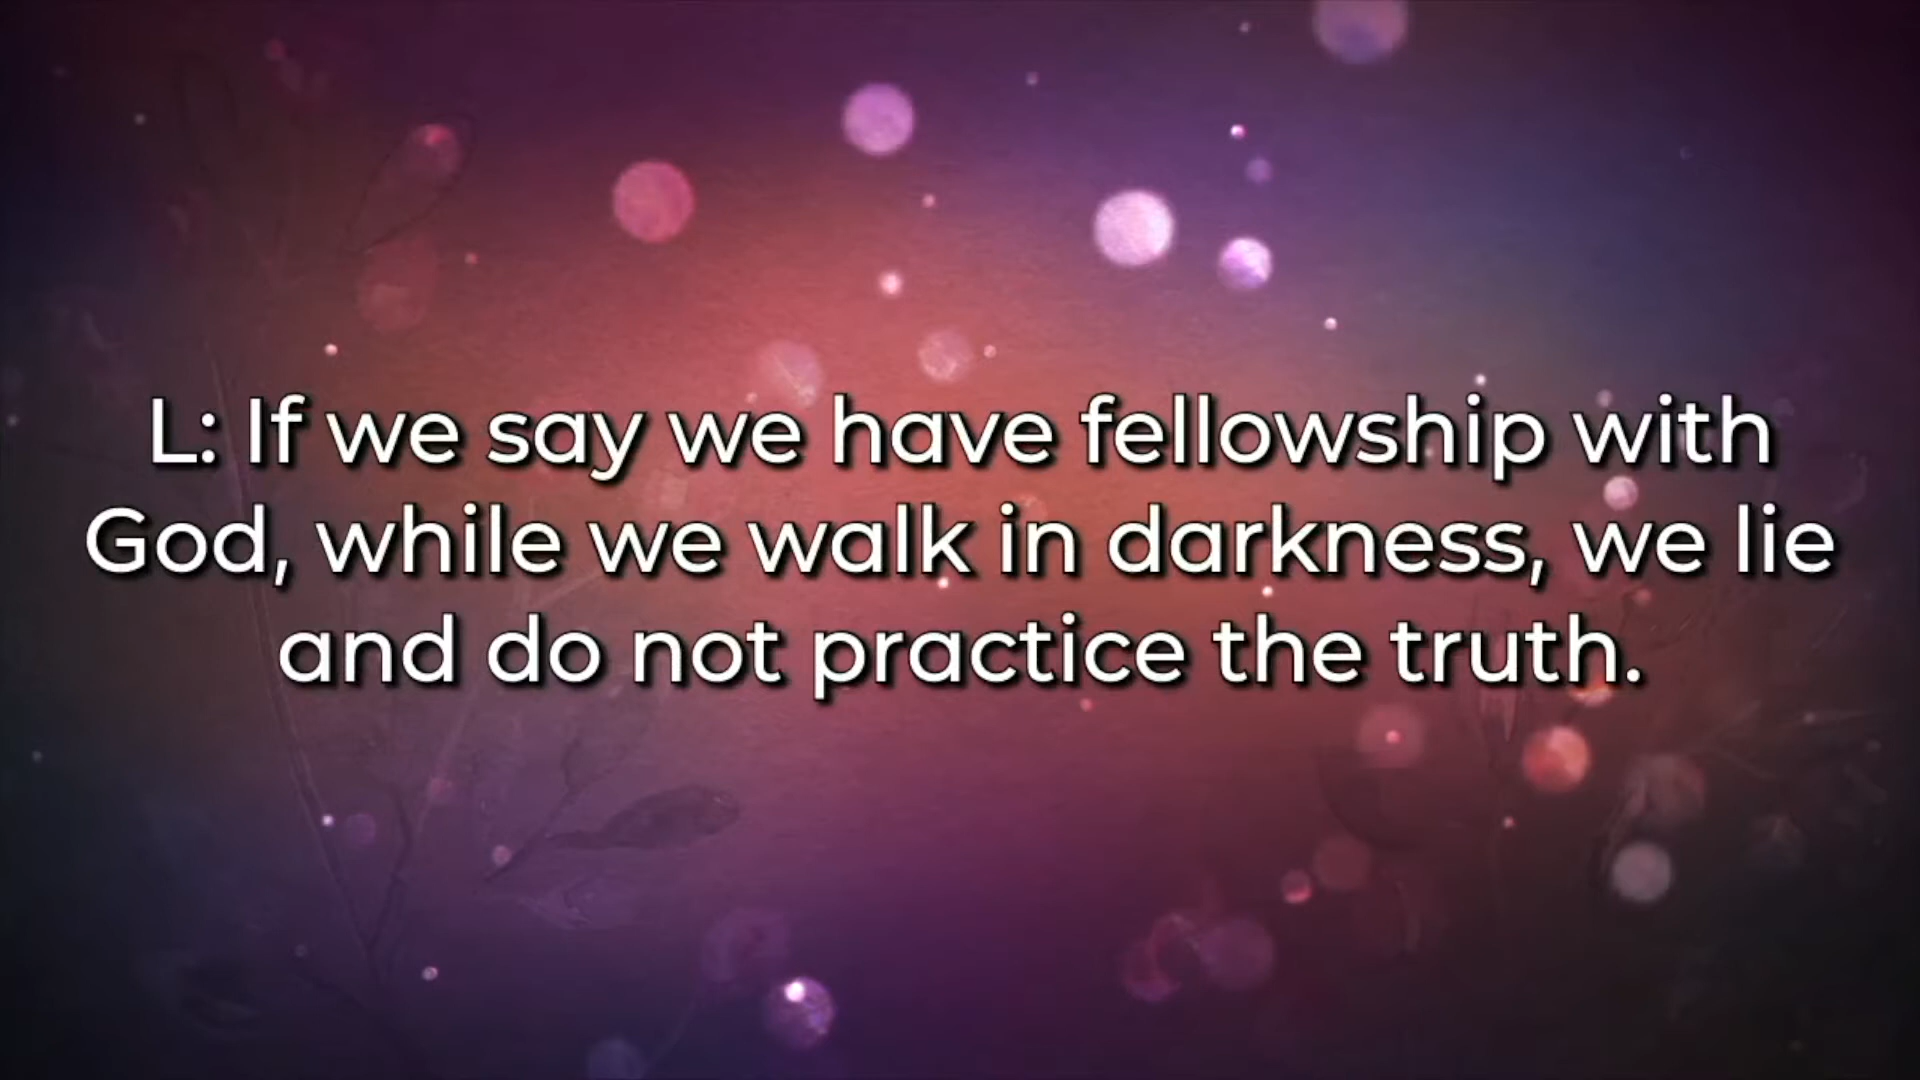 L: If we say we have fellowship with
God, while we walk in darkness, we lie
and do not practice the truth.